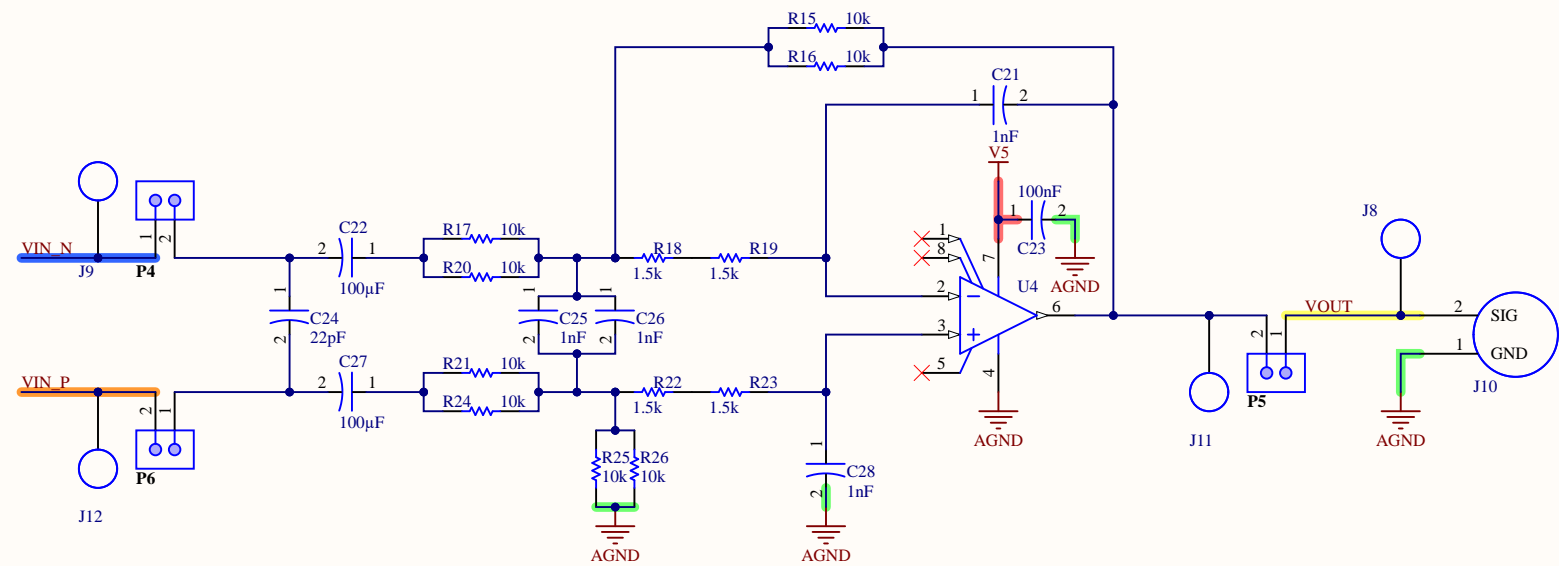 R15 10k
R16 10k
C21
1 2
1nF
V5
100nF
1 2
C23
AGND
J8
VIN_N
J9
1
2
P4
C22
2 1
100µF
R17 10k
R20 10k
R18
1.5k
R19
1.5k
1
8
2
3
5
7
4
6
U4
AGND
1
C24
22pF
2
1
C25
1nF
2
1
C26
1nF
2
VIN_P
J12
2
1
P6
C27
2 1
100µF
R21 10k
R24 10k
R22
1.5k
R23
1.5k
R25
10k
R26
10k
AGND
1
C28
1nF
2
AGND
J11
2
1
P5
VOUT
2
SIG
1
GND
J10
AGND